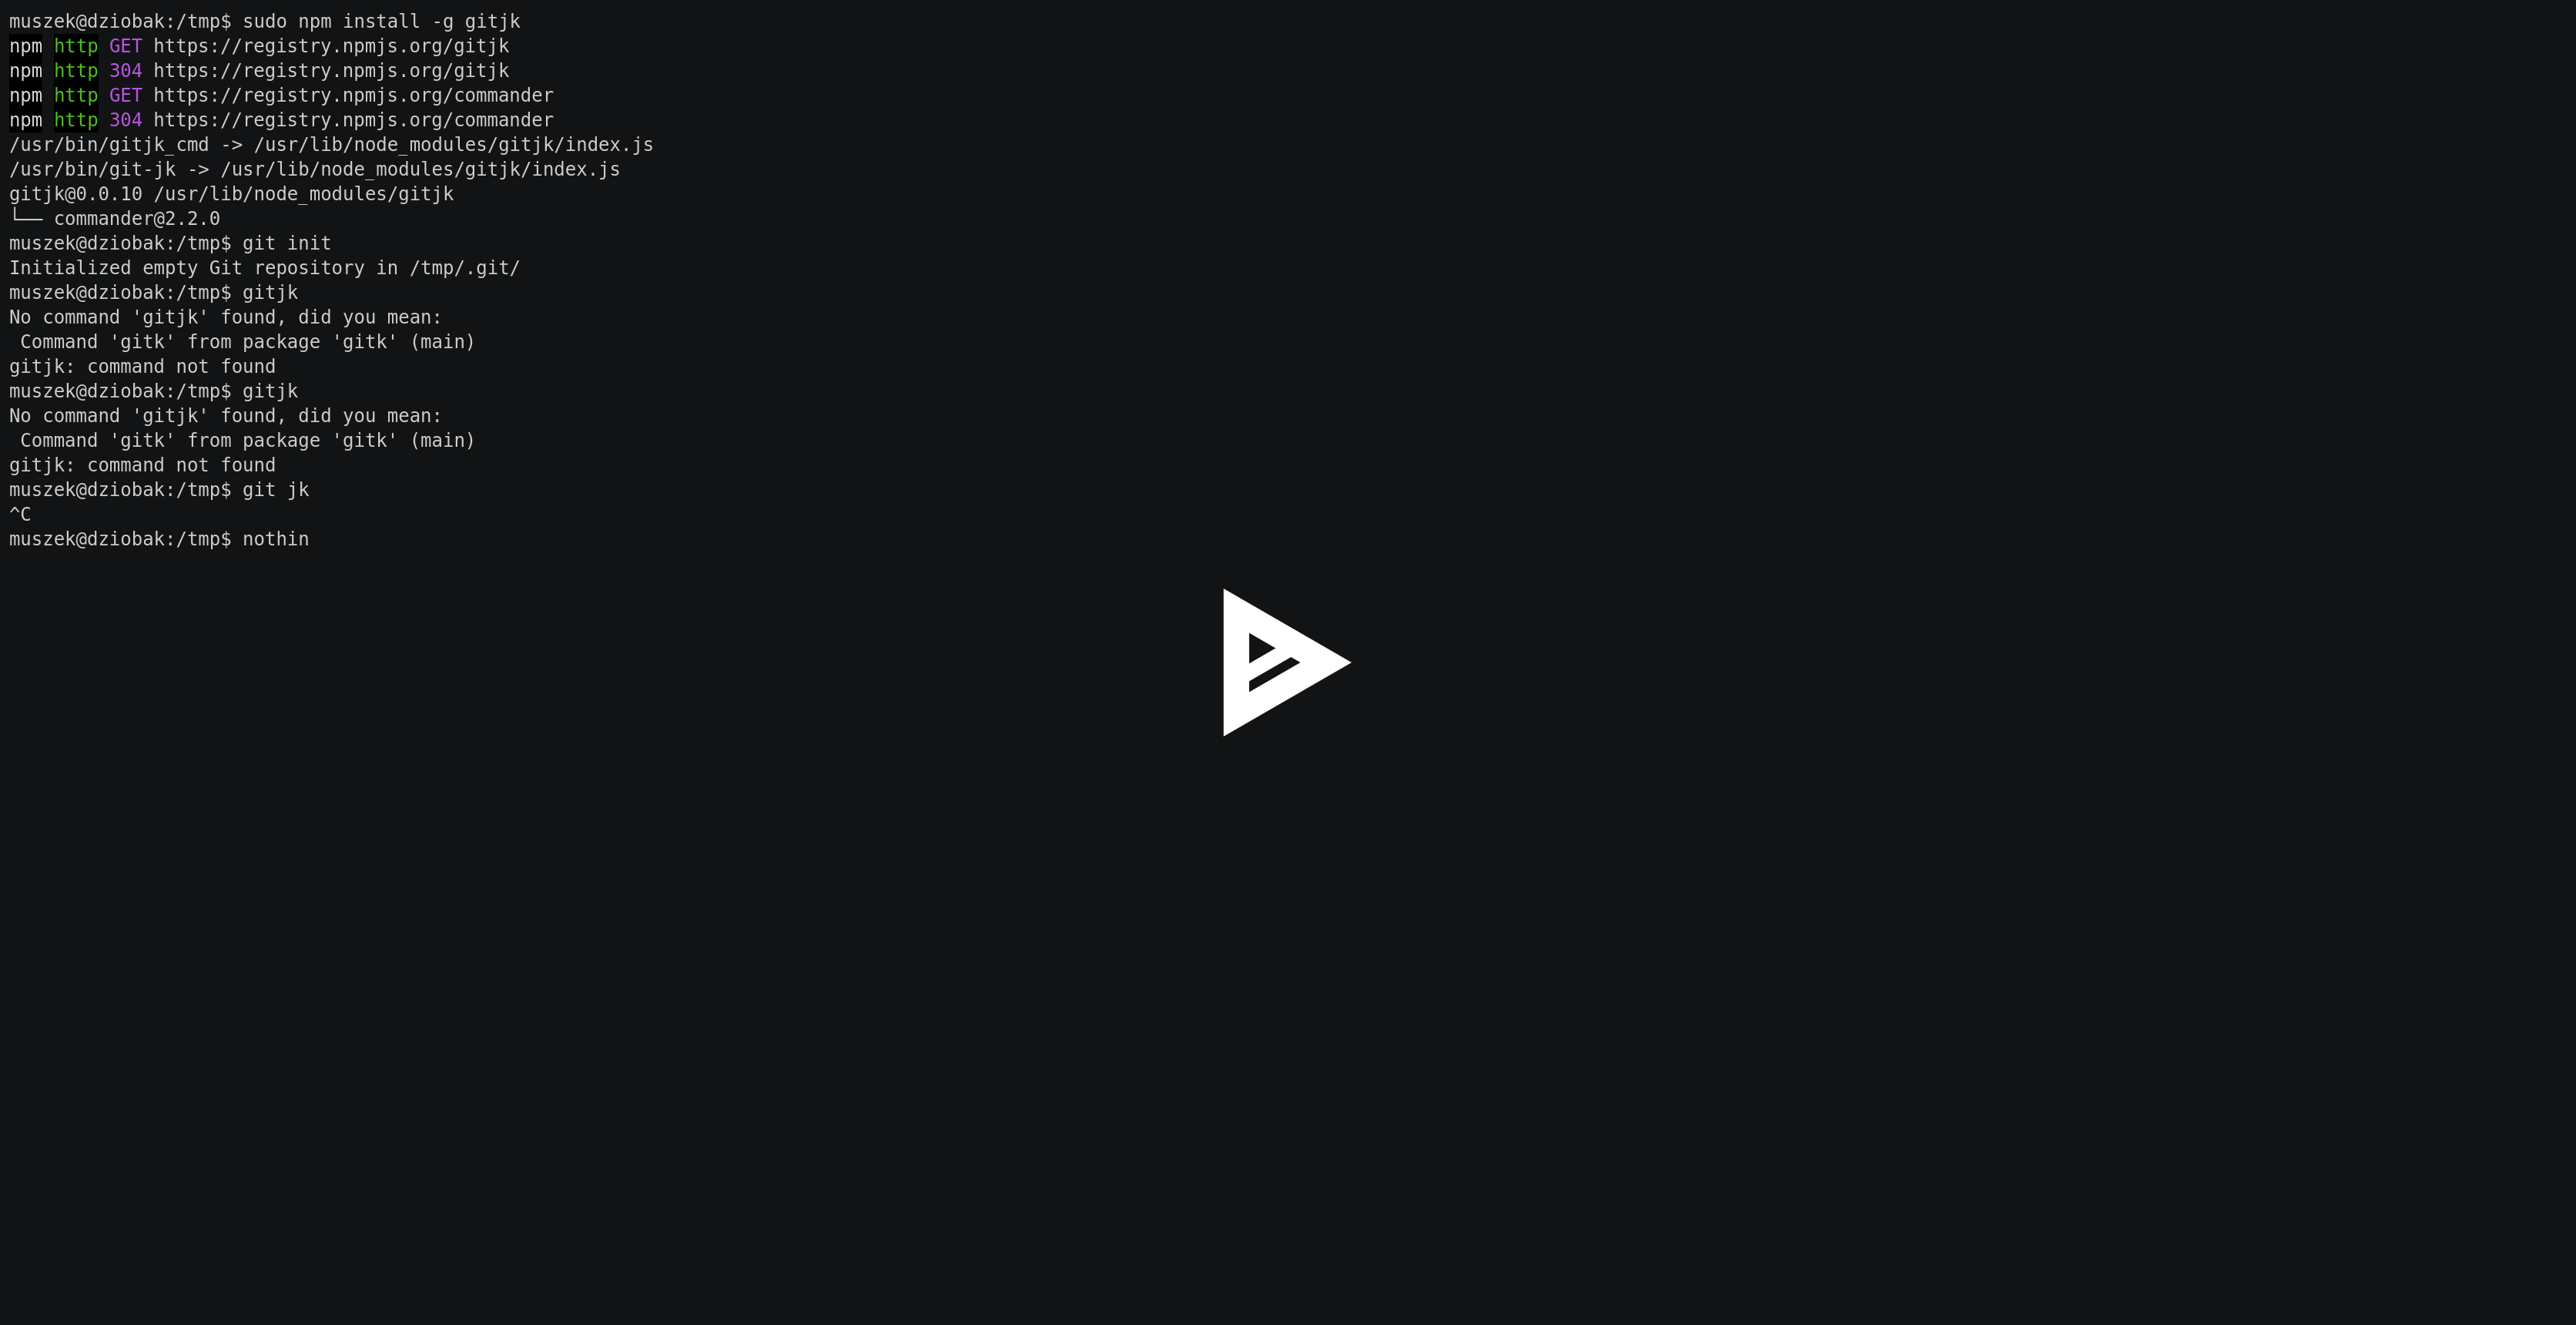 muszek@dziobak:/tmp$ sudo npm install -g gitjk
npm http GET https://registry.npmjs.org/gitjk
npm http 304 https://registry.npmjs.org/gitjk
npm http GET https://registry.npmjs.org/commander
npm http 304 https://registry.npmjs.org/commander
/usr/bin/gitjk_cmd -> /usr/lib/node_modules/gitjk/index.js
/usr/bin/git-jk -> /usr/lib/node_modules/gitjk/index.js
gitjk@0.0.10 /usr/lib/node_modules/gitjk
└── commander@2.2.0
muszek@dziobak:/tmp$ git init
Initialized empty Git repository in /tmp/.git/
muszek@dziobak:/tmp$ gitjk
No command 'gitjk' found, did you mean:
 Command 'gitk' from package 'gitk' (main)
gitjk: command not found
muszek@dziobak:/tmp$ gitjk
No command 'gitjk' found, did you mean:
 Command 'gitk' from package 'gitk' (main)
gitjk: command not found
muszek@dziobak:/tmp$ git jk
^C
muszek@dziobak:/tmp$ nothin